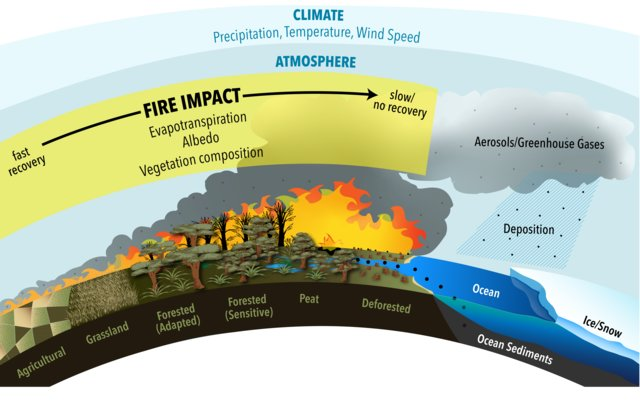 CLIMATE
Precipitation, Temperature, Wind Speed
ATMOSPHERE
FIRE IMPACT
Evapotranspiration
Albedo
Vegetation composition
fast
recovery
slow/
no recovery
Aerosols/Greenhouse Gases
Deposition
Agricultural
Grassland
Forested
(Adapted)
Forested
(Sensitive)
Peat
Deforested
Ocean
Ice/Snow
Ocean Sediments